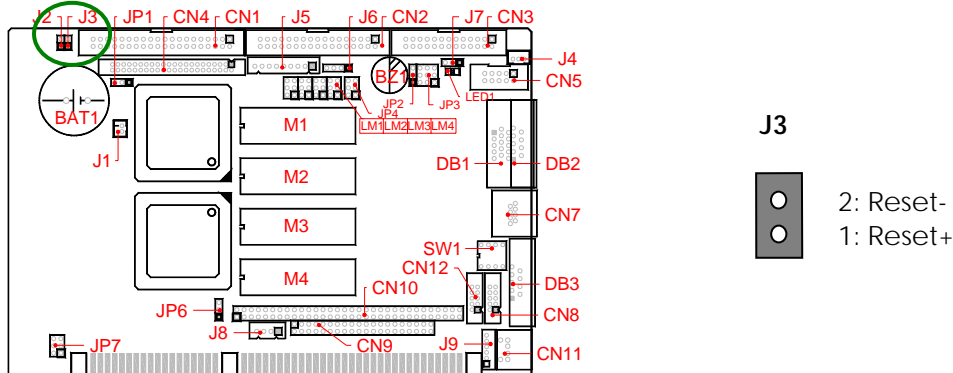 J2 J3 JP1 CN4 CN1 J5 J6 CN2 J7 CN3
J4
BZ1
CN5
LED1
JP2 JP3
JP4
BAT1
LM1 LM2 LM3 LM4
M1
J1
DB1 DB2
M2
CN7
M3
SW1
CN12
M4
DB3
CN10
JP6
CN8
J8
CN9 J9
JP7
CN11
J3
2: Reset-
1: Reset+